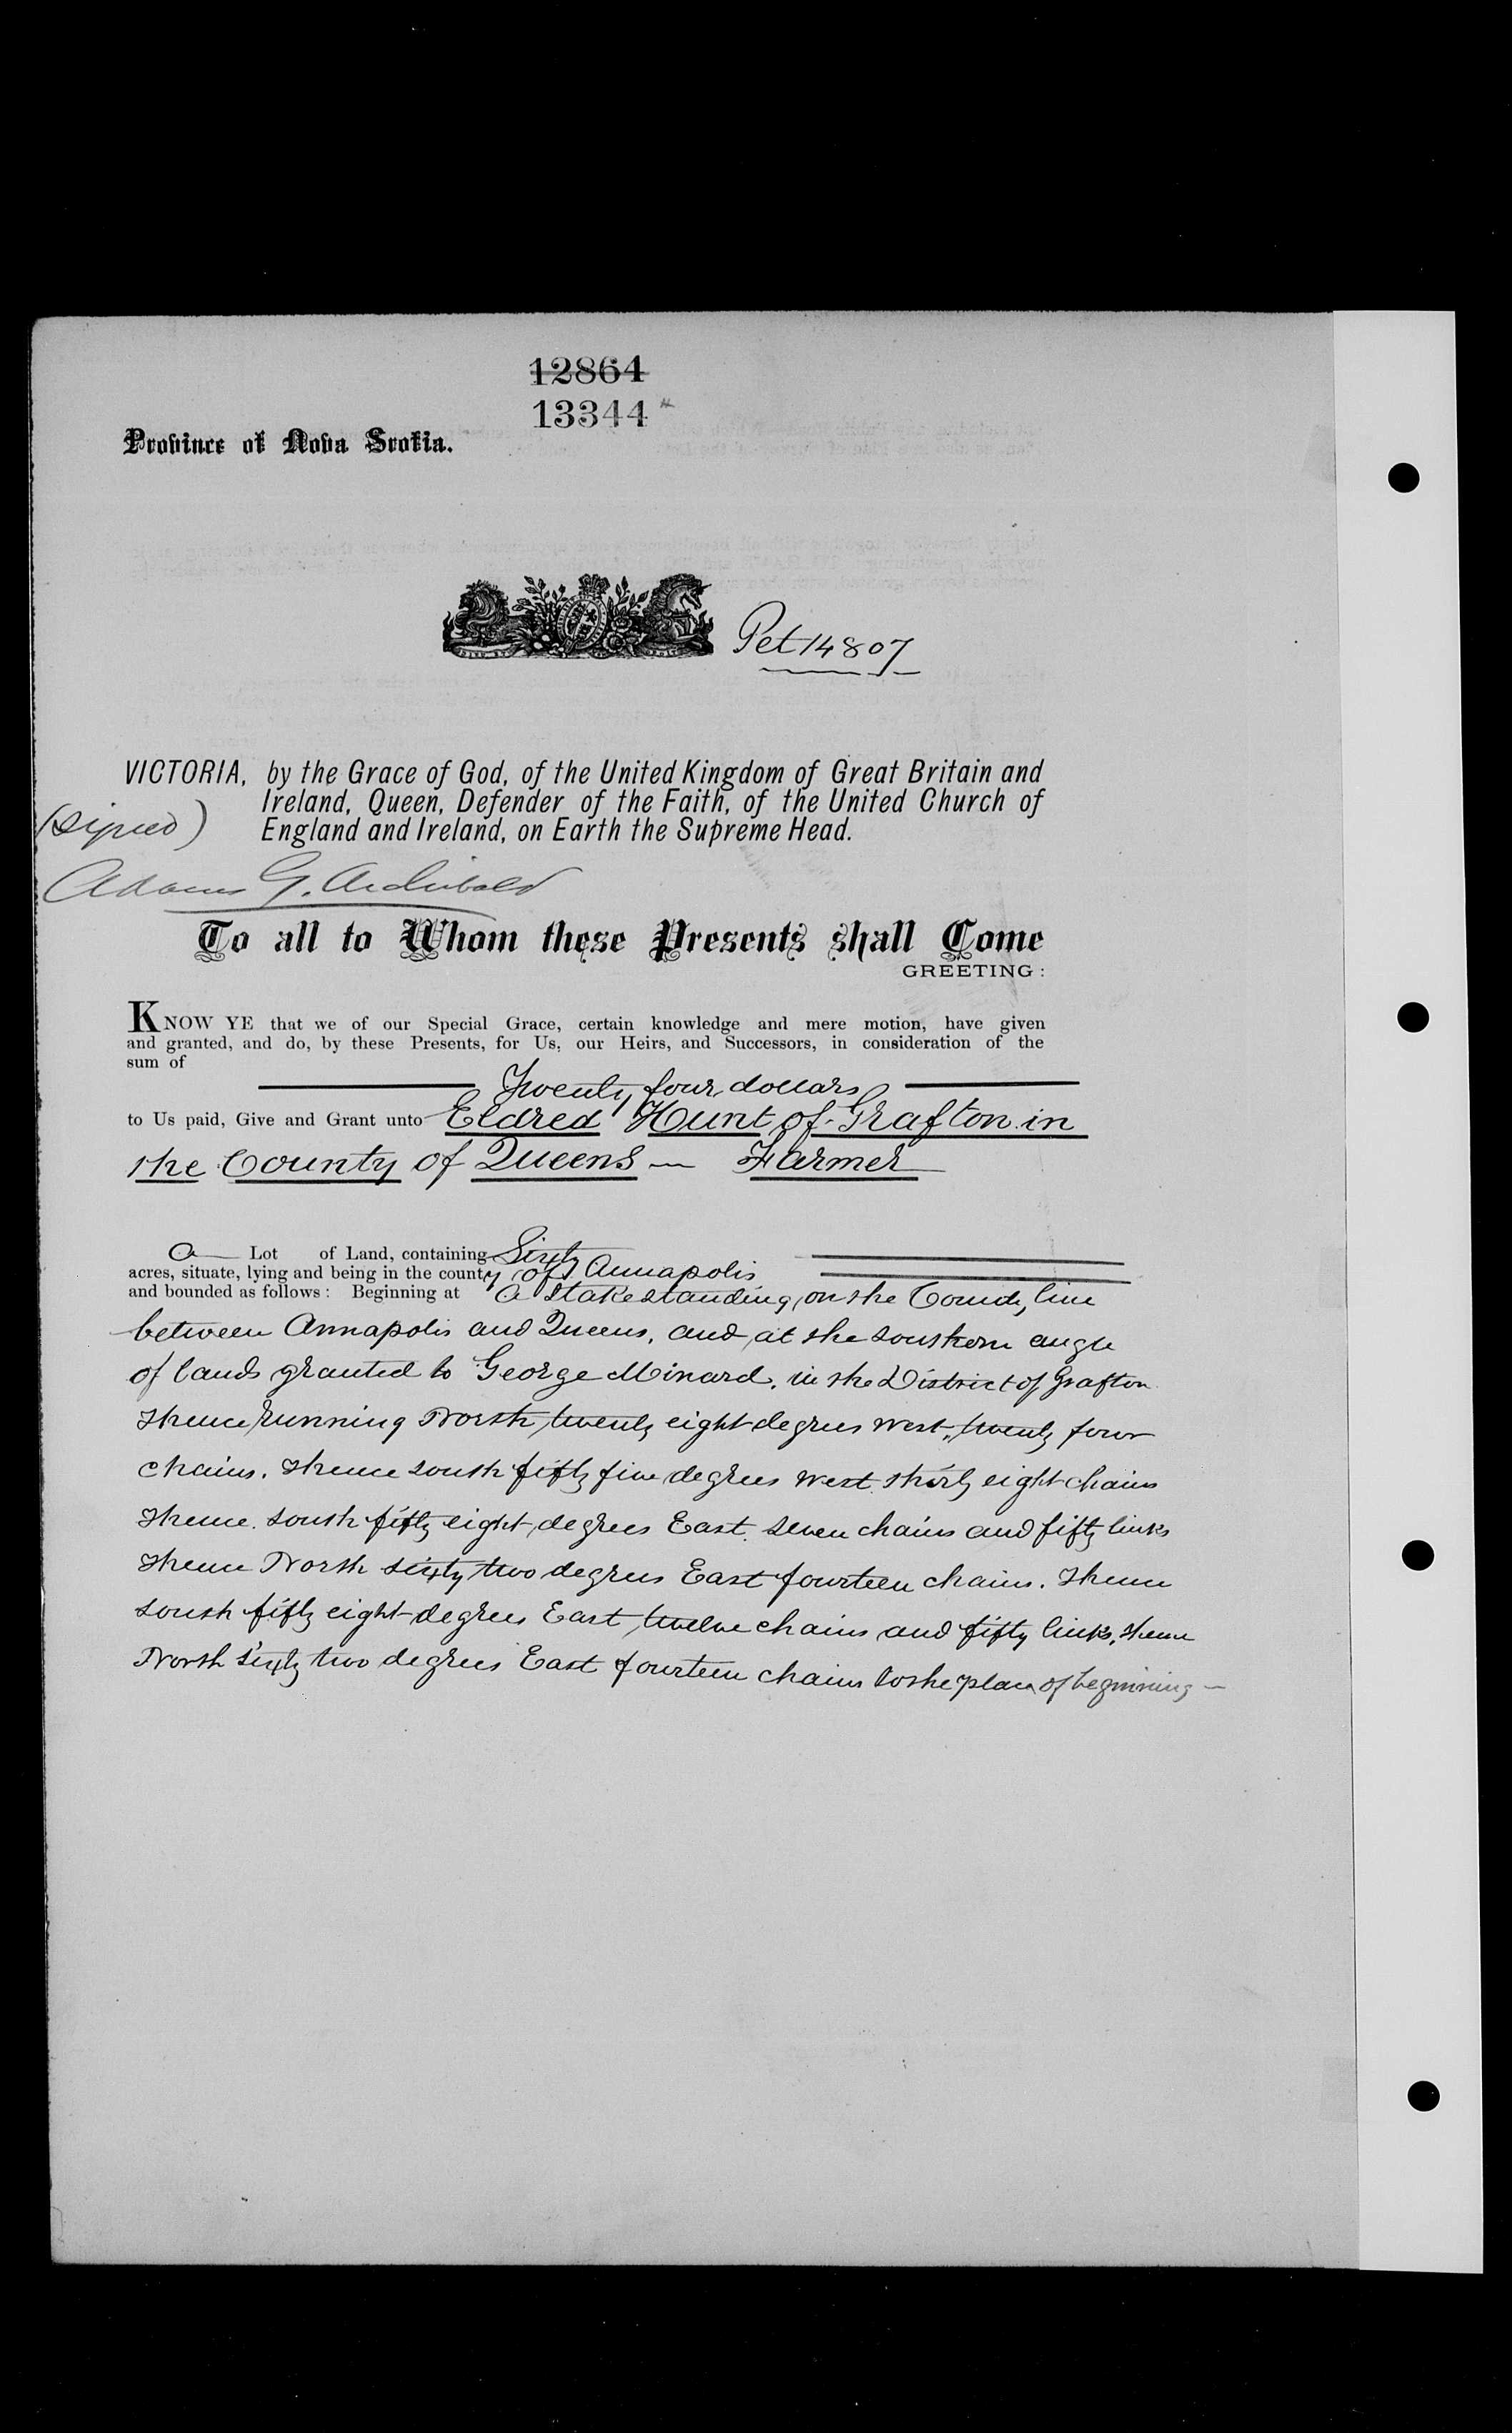 12864
13344
Province of Nova Scotia.
Pet 14807
VICTORIA, by the Grace of God, of the United Kingdom of Great Britain and
Ireland, Queen, Defender of the Faith, of the United Church of
(Signed) England and Ireland, on Earth the Supreme Head.
Adams G. Archibald
To all to Whom these Presents shall Come
GREETING:
KNOW YE that we of our Special Grace, certain knowledge and mere motion, have given
and granted, and do, by these Presents, for Us, our Heirs, and Successors, in consideration of the
sum of
Twenty four dollars
to Us paid, Give and Grant unto Eldred Hunt of Grafton in
the County of Queens — Farmer
a Lot of Land, containing Sixty
acres, situate, lying and being in the county of Annapolis
and bounded as follows: Beginning at a stake standing on the County line
between Annapolis and Queens, and at the southern angle
of lands granted to George Minard, in the District of Grafton
thence running North twenty eight degrees West, twenty four
chains, thence south fifty five degrees West thirty eight chains
thence south fifty eight degrees East seven chains and fifty links
thence North sixty two degrees East fourteen chains. thence
south fifty eight degrees East, twelve chains and fifty links, thence
North sixty two degrees East fourteen chains to the place of beginning —